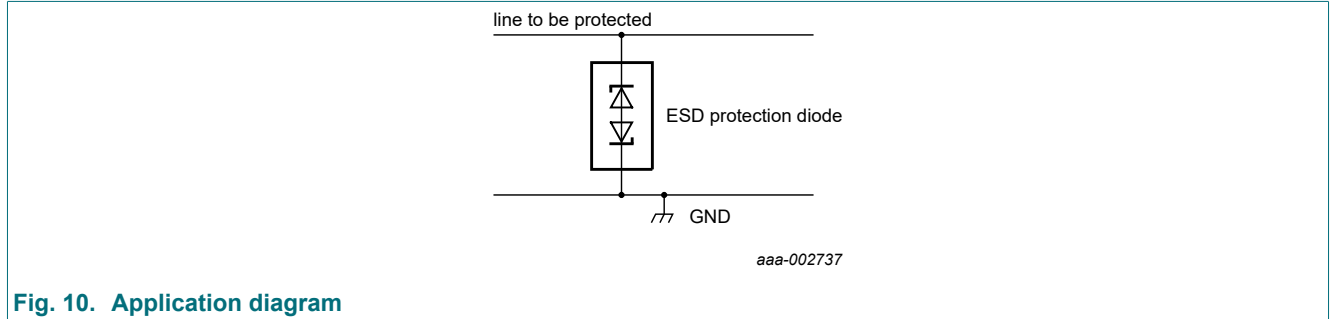 line to be protected
ESD protection diode
GND
aaa-002737
Fig. 10. Application diagram